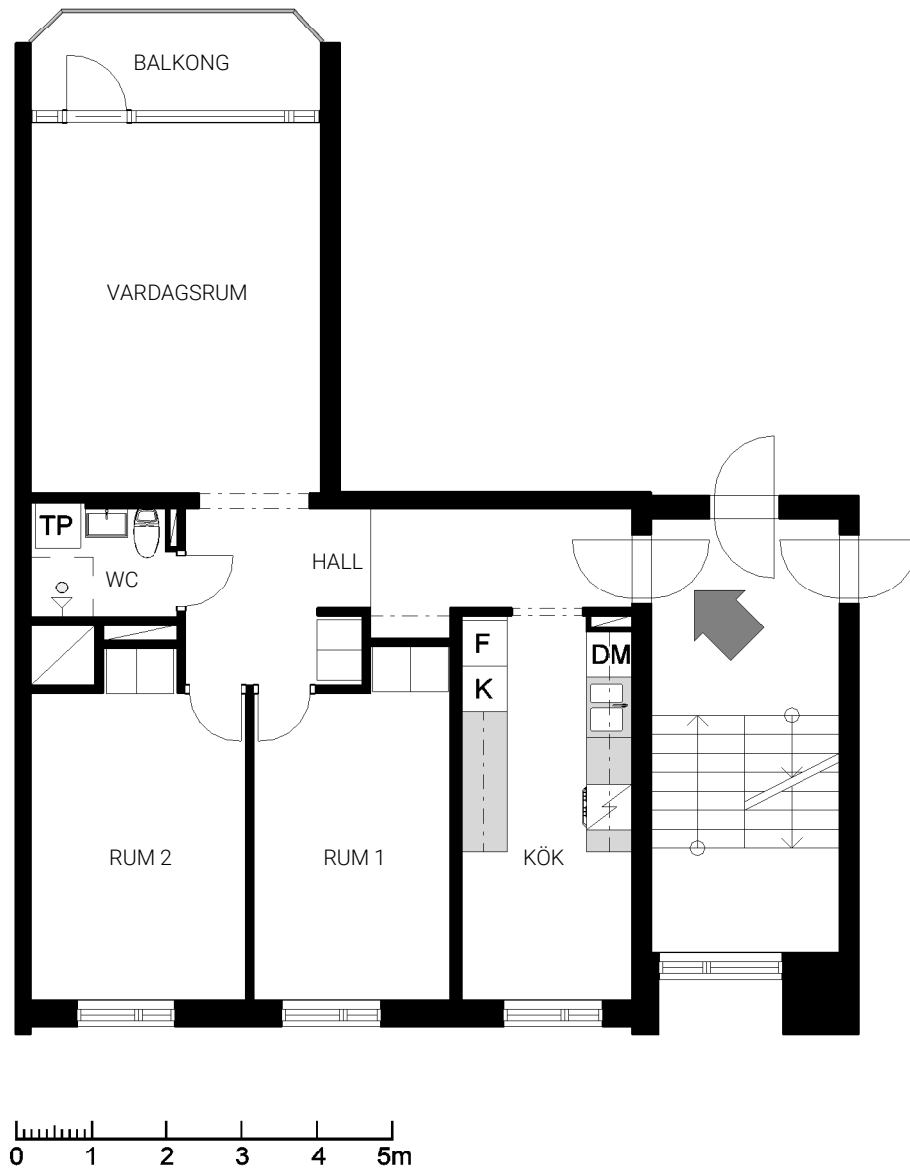 BALKONG
VARDAGSRUM
TP
WC
HALL
F
K
DM
RUM 2
RUM 1
KÖK
0 1 2 3 4 5m